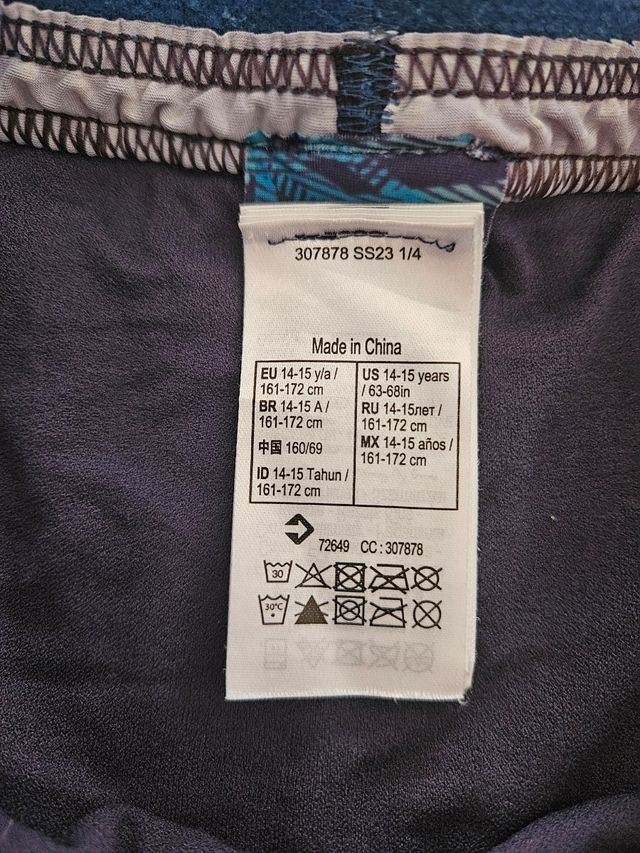 307878 SS23 1/4
Made in China
EU 14-15 y/a /
161-172 cm
BR 14-15 A /
161-172 cm
中国 160/69
ID 14-15 Tahun /
161-172 cm
US 14-15 years
/ 63-68in
RU 14-15лет /
161-172 cm
MX 14-15 años /
161-172 cm
72649 CC : 307878
30
30°C